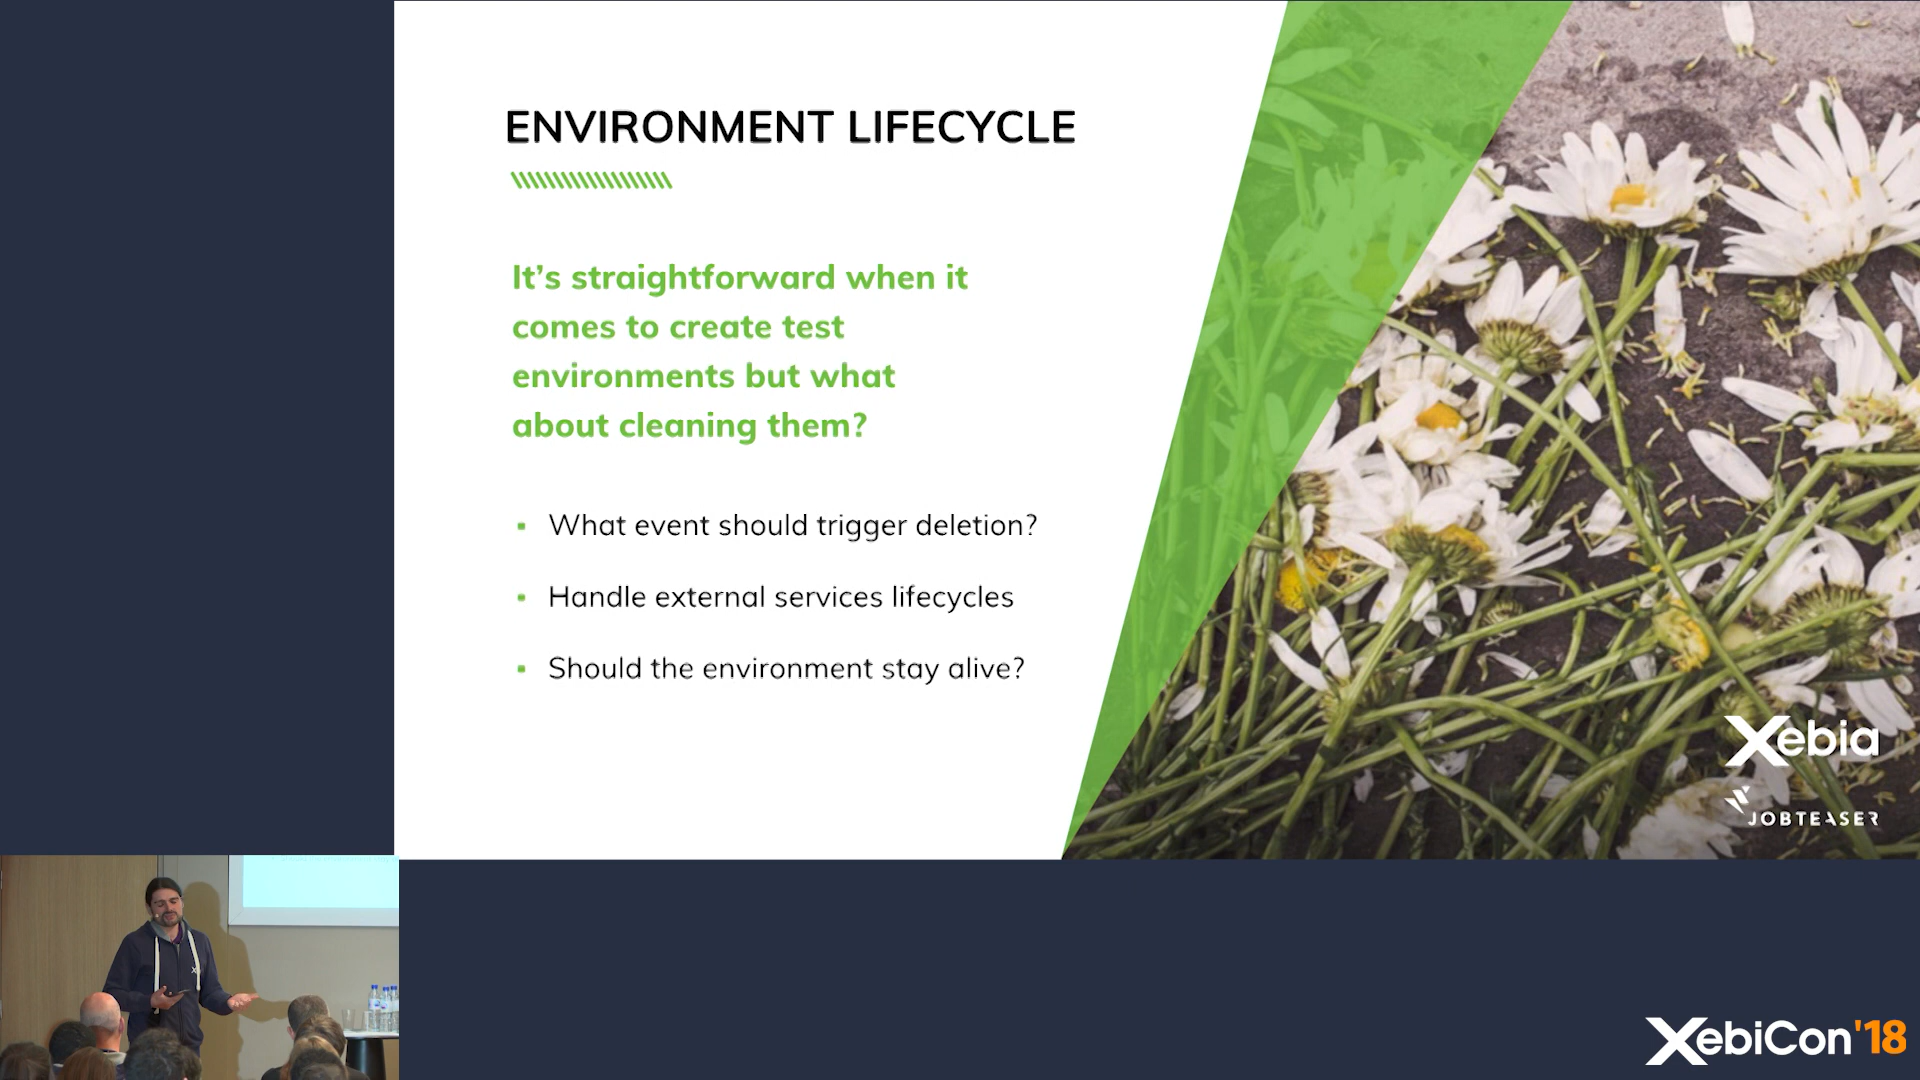 ENVIRONMENT LIFECYCLE
It’s straightforward when it
comes to create test
environments but what
about cleaning them?
What event should trigger deletion?
Handle external services lifecycles
Should the environment stay alive?
Xebia
JOBTEASER
XebiCon'18